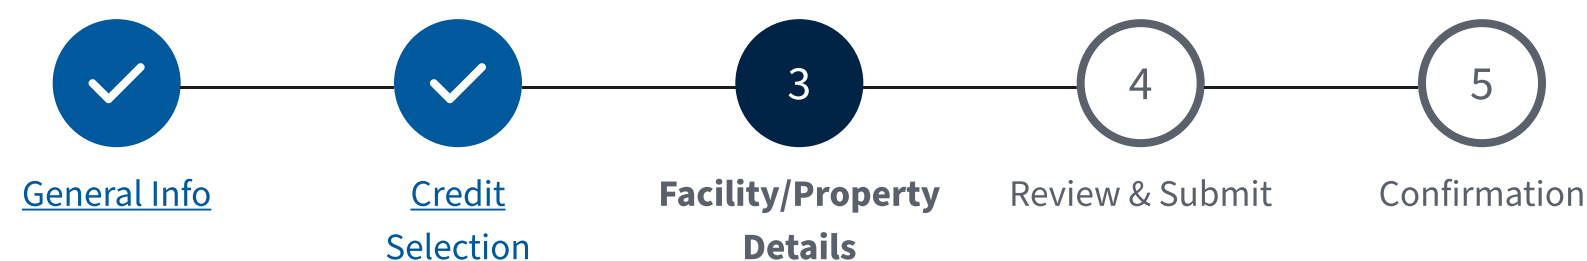 3
4
5
General Info
Credit
Selection
Facility/Property
Details
Review & Submit
Confirmation